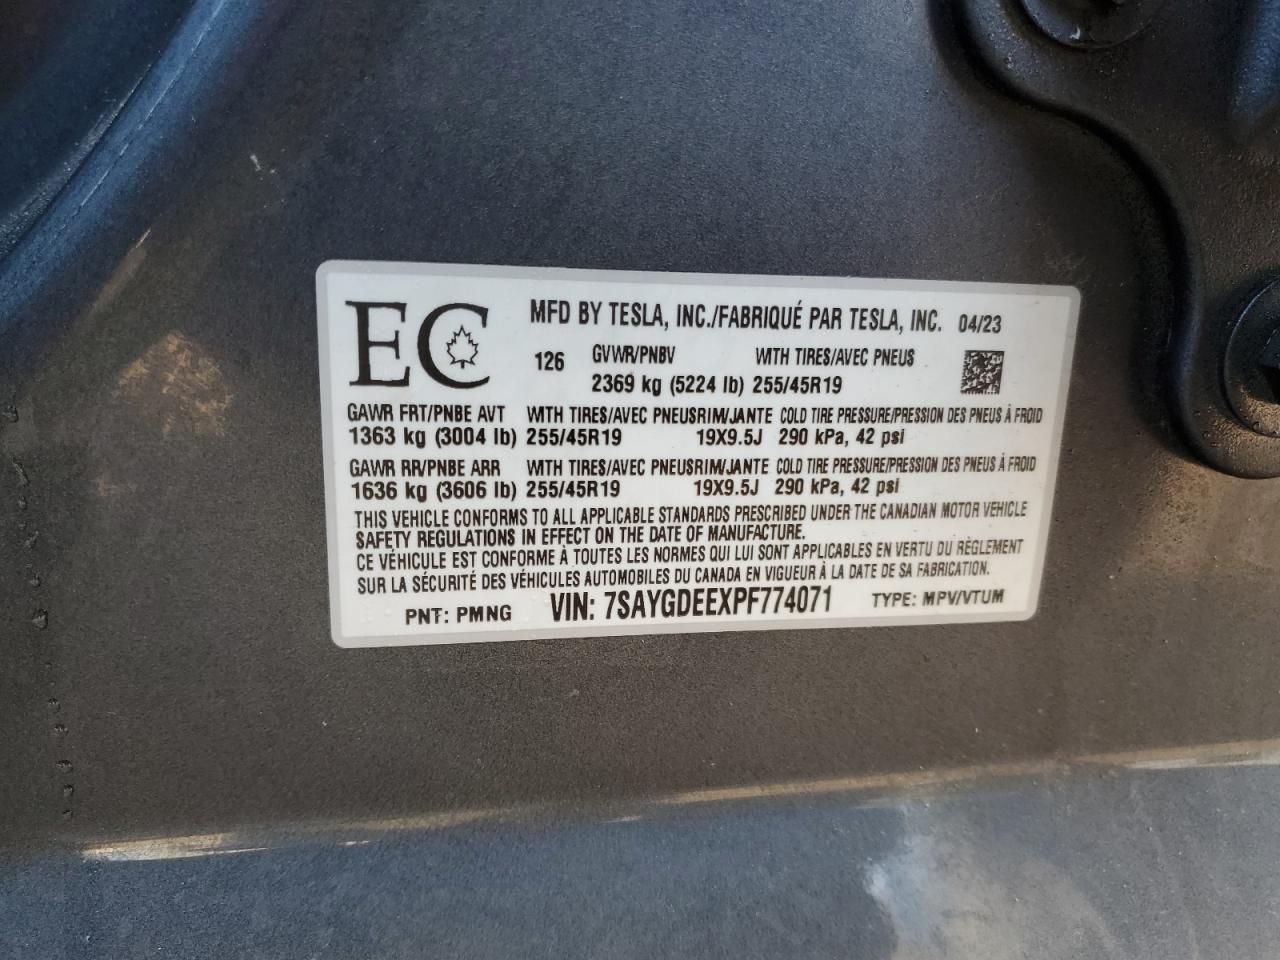 EC
MFD BY TESLA, INC./FABRIQUÉ PAR TESLA, INC. 04/23
126 GVWR/PNBV WITH TIRES/AVEC PNEUS
2369 kg (5224 lb) 255/45R19
GAWR FRT/PNBE AVT WITH TIRES/AVEC PNEUS RIM/JANTE COLD TIRE PRESSURE/PRESSION DES PNEUS À FROID
1363 kg (3004 lb) 255/45R19 19X9.5J 290 kPa, 42 psi
GAWR RR/PNBE ARR WITH TIRES/AVEC PNEUS RIM/JANTE COLD TIRE PRESSURE/PRESSION DES PNEUS À FROID
1636 kg (3606 lb) 255/45R19 19X9.5J 290 kPa, 42 psi
THIS VEHICLE CONFORMS TO ALL APPLICABLE STANDARDS PRESCRIBED UNDER THE CANADIAN MOTOR VEHICLE
SAFETY REGULATIONS IN EFFECT ON THE DATE OF MANUFACTURE.
CE VÉHICULE EST CONFORME À TOUTES LES NORMES QUI LUI SONT APPLICABLES EN VERTU DU RÈGLEMENT
SUR LA SÉCURITÉ DES VÉHICULES AUTOMOBILES DU CANADA EN VIGUEUR À LA DATE DE SA FABRICATION.
PNT: PMNG VIN: 7SAYGDEEXPF774071 TYPE: MPV/VTUM